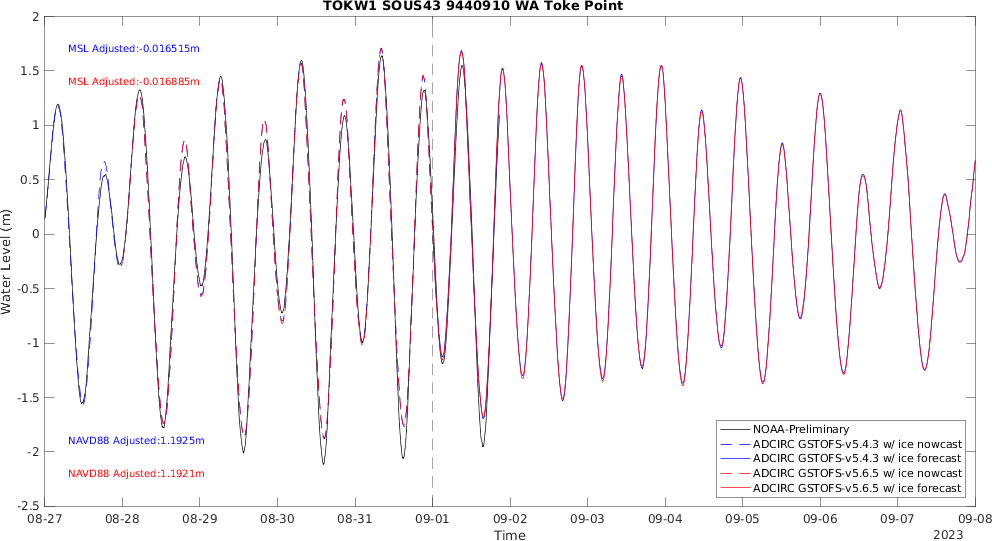 TOKW1 SOUS43 9440910 WA Toke Point
MSL Adjusted:-0.016515m
MSL Adjusted:-0.016885m
NAVD88 Adjusted:1.1925m
NAVD88 Adjusted:1.1921m
Water Level (m)
2
1.5
1
0.5
0
-0.5
-1
-1.5
-2
-2.5
08-27
08-28
08-29
08-30
08-31
09-01
09-02
09-03
09-04
09-05
09-06
09-07
09-08
Time
2023
NOAA-Preliminary
ADCIRC GSTOFS-v5.4.3 w/ ice nowcast
ADCIRC GSTOFS-v5.4.3 w/ ice forecast
ADCIRC GSTOFS-v5.6.5 w/ ice nowcast
ADCIRC GSTOFS-v5.6.5 w/ ice forecast